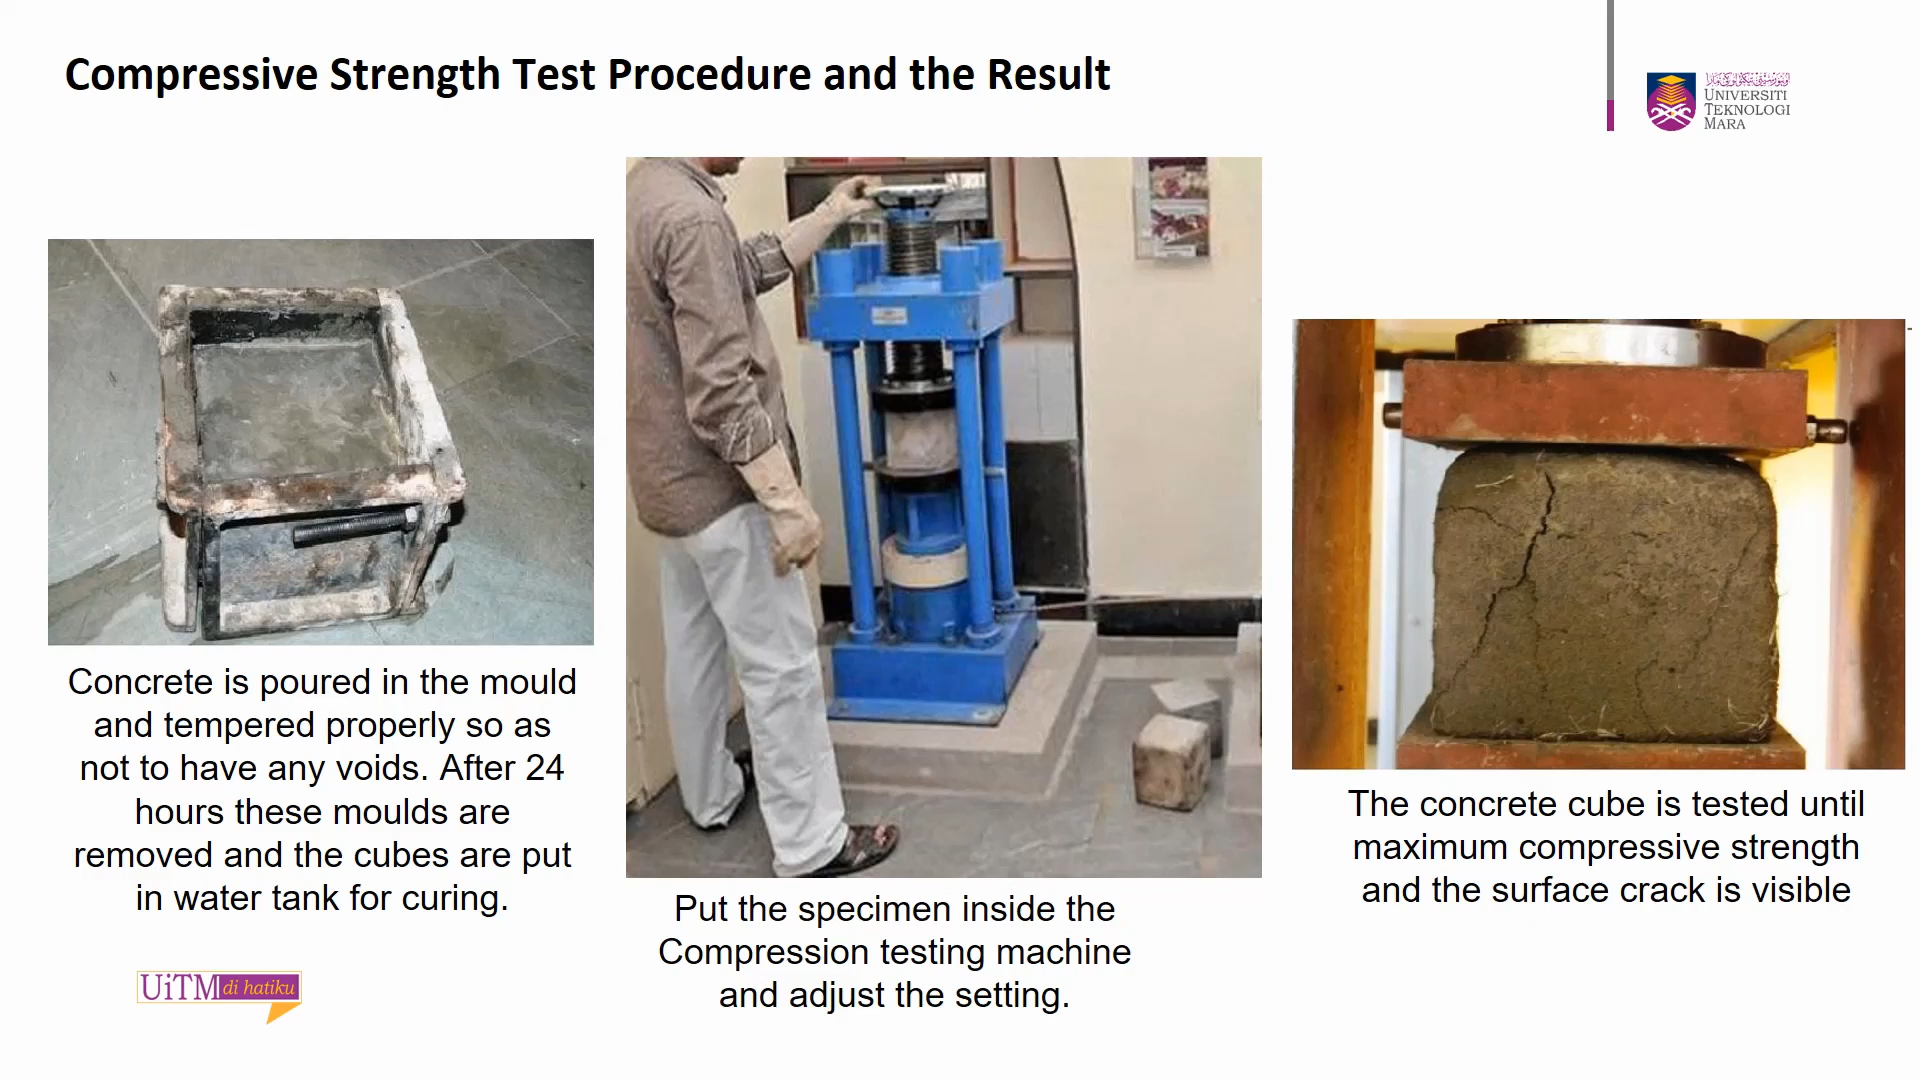 Compressive Strength Test Procedure and the Result
UNIVERSITI
TEKNOLOGI
MARA
Concrete is poured in the mould
and tempered properly so as
not to have any voids. After 24
hours these moulds are
removed and the cubes are put
in water tank for curing.
Put the specimen inside the
Compression testing machine
and adjust the setting.
The concrete cube is tested until
maximum compressive strength
and the surface crack is visible
UiTM di hatiku